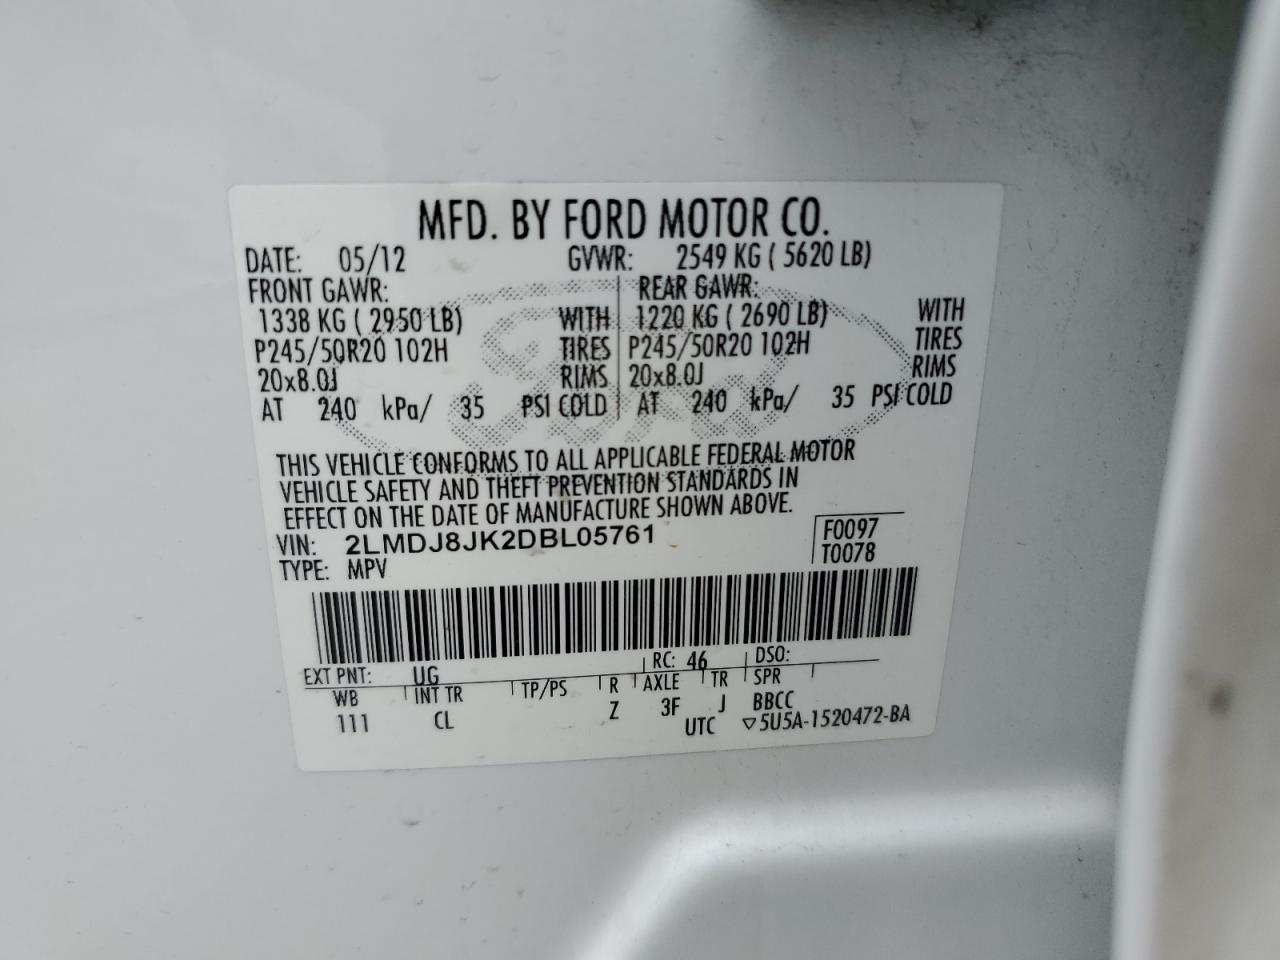 MFD. BY FORD MOTOR CO.
DATE: 05/12 GVWR: 2549 KG ( 5620 LB)
FRONT GAWR: REAR GAWR:
1338 KG ( 2950 LB) WITH 1220 KG ( 2690 LB) WITH
P245/50R20 102H TIRES P245/50R20 102H TIRES
20x8.0J RIMS 20x8.0J RIMS
AT 240 kPa/ 35 PSI COLD AT 240 kPa/ 35 PSI COLD
Ford
THIS VEHICLE CONFORMS TO ALL APPLICABLE FEDERAL MOTOR
VEHICLE SAFETY AND THEFT PREVENTION STANDARDS IN
EFFECT ON THE DATE OF MANUFACTURE SHOWN ABOVE.
VIN: 2LMDJ8JK2DBL05761 F0097
TYPE: MPV T0078
EXT PNT: UG RC: 46 DSO:
WB INT TR TP/PS R AXLE TR SPR
111 CL Z 3F J BBCC
UTC ▽5U5A-1520472-BA